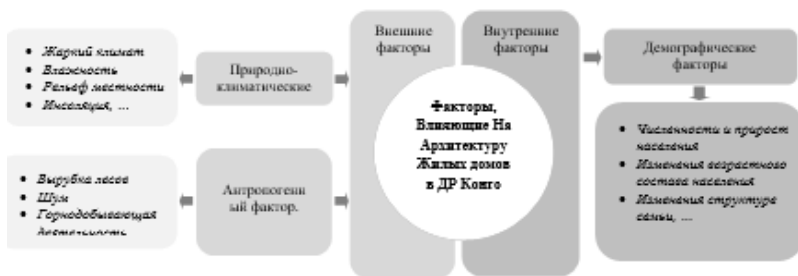 • Жаркий климат
• Влажность
• Рельеф местности
• Инсоляция, ...
Природно-
климатические
• Вырубка лесов
• Шум
• Горнодобывающая
деятельность
Антропогенн
ый фактор.
Внешние
факторы
Внутренние
факторы
Факторы,
Влияющие На
Архитектуру
Жилых домов
в ДР Конго
Демографические
факторы
• Численности и прирост
населения
• Изменения возрастного
состава населения
• Изменения структуре
семьи, ...